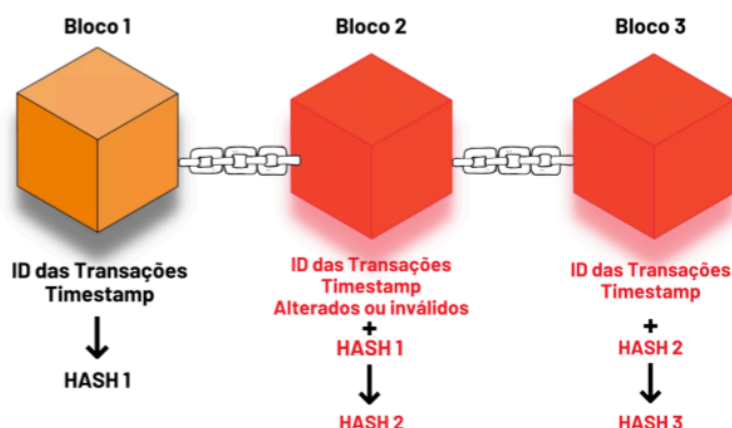 Bloco 1
ID das Transações
Timestamp
HASH 1
Bloco 2
ID das Transações
Timestamp
Alterados ou inválidos
+
HASH 1
HASH 2
Bloco 3
ID das Transações
Timestamp
+
HASH 2
HASH 3